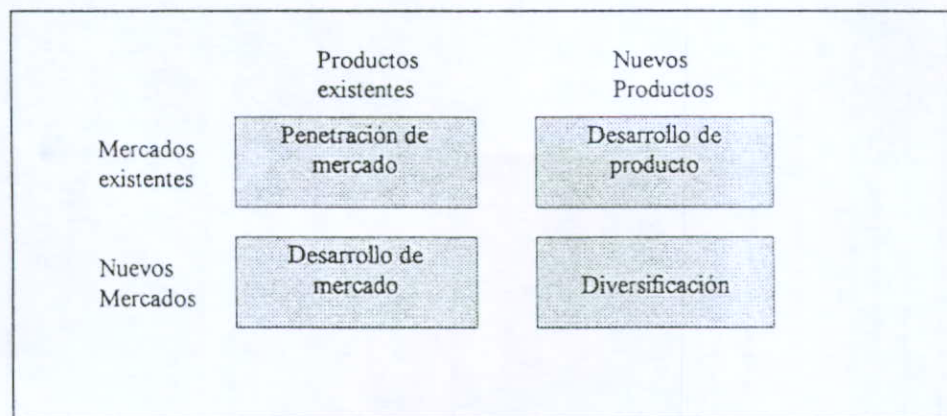 Productos
existentes
Nuevos
Productos
Mercados
existentes
Penetración de
mercado
Desarrollo de
producto
Nuevos
Mercados
Desarrollo de
mercado
Diversificación